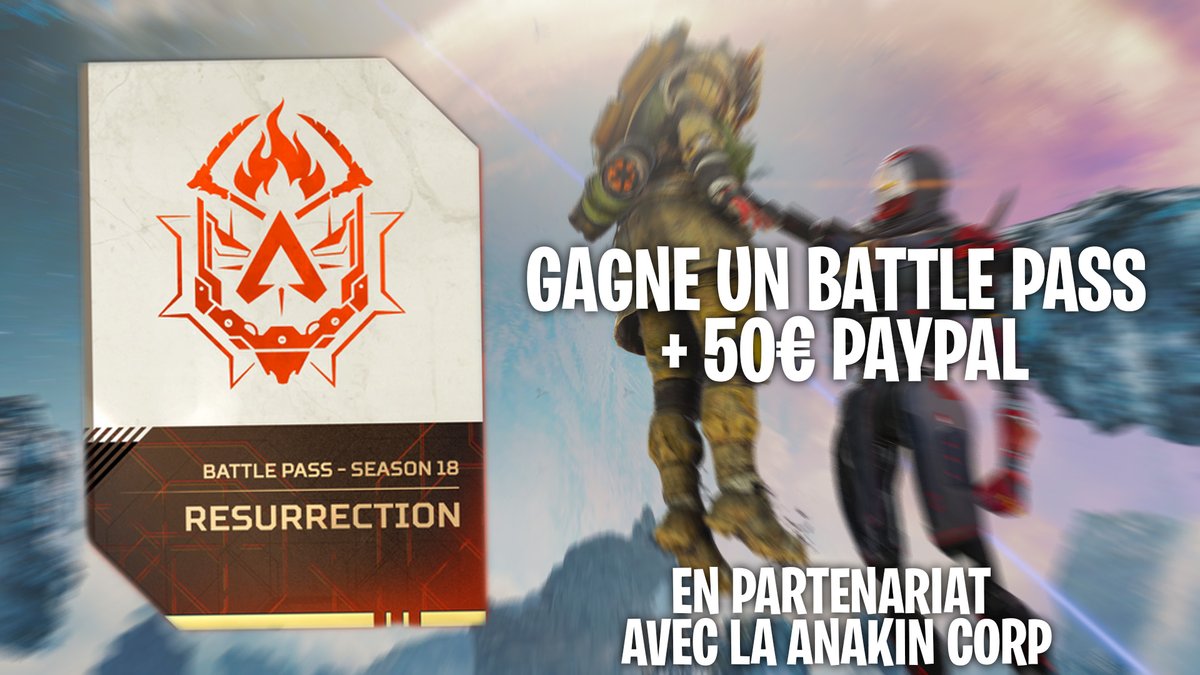 BATTLE PASS - SEASON 18
RESURRECTION
GAGNE UN BATTLE PASS
+ 50€ PAYPAL
EN PARTENARIAT
AVEC LA ANAKIN CORP